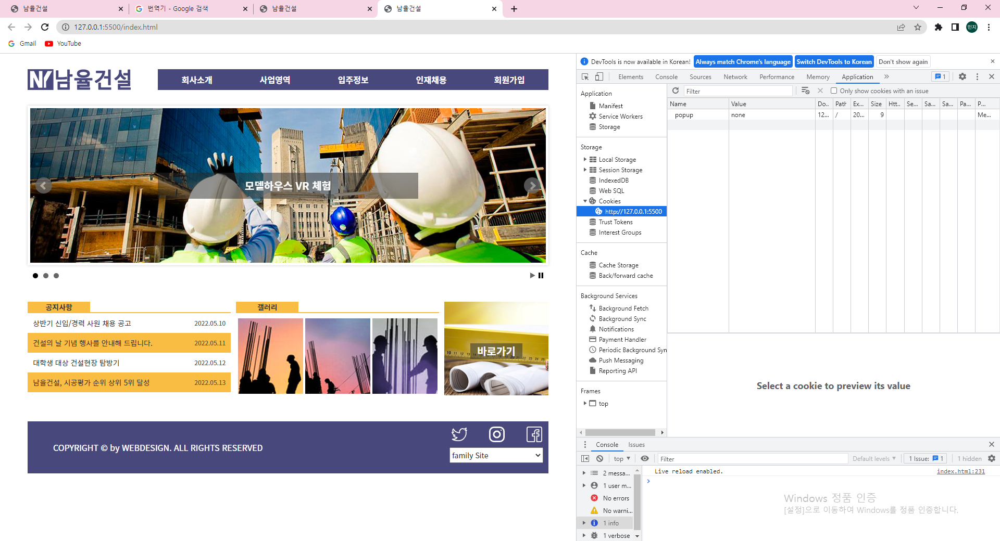 남율건설
번역기 - Google 검색
남율건설
남율건설
127.0.0.1:5500/index.html
민지
Gmail
YouTube
NY남율건설
회사소개
사업영역
입주정보
인재채용
회원가입
모델하우스 VR 체험
공지사항
상반기 신입/경력 사원 채용 공고 2022.05.10
건설의 날 기념 행사를 안내해 드립니다. 2022.05.11
대학생 대상 건설현장 탐방기 2022.05.12
남율건설, 시공평가 순위 상위 5위 달성 2022.05.13
갤러리
바로가기
COPYRIGHT © by WEBDESIGN. ALL RIGHTS RESERVED
family Site
DevTools is now available in Korean!
Always match Chrome's language
Switch DevTools to Korean
Don't show again
Elements
Console
Sources
Network
Performance
Memory
Application
1
Application
Manifest
Service Workers
Storage
Storage
Local Storage
Session Storage
IndexedDB
Web SQL
Cookies
http://127.0.0.1:5500
Trust Tokens
Interest Groups
Cache
Cache Storage
Back/forward cache
Background Services
Background Fetch
Background Sync
Notifications
Payment Handler
Periodic Background Syn
Push Messaging
Reporting API
Frames
top
Filter
Only show cookies with an issue
Name Value Do.. Path Ex... Size Htt.. Se... Sa... Sa... Pa... P...
popup none 12... / 20... 9 Me...
Select a cookie to preview its value
Console
Issues
top
Filter
Default levels
1 Issue: 1
1 hidden
2 messa...
1 user m...
No errors
No warni...
1 info
1 verbose
Live reload enabled. index.html:231
Windows 정품 인증
[설정]으로 이동하여 Windows를 정품 인증합니다.